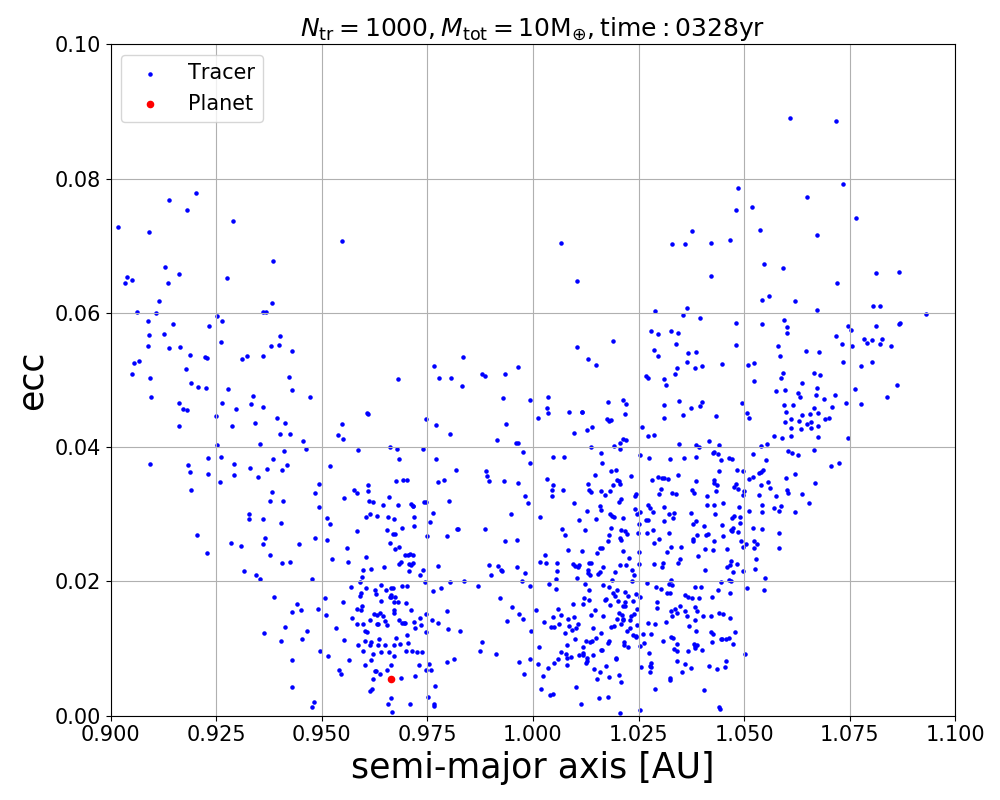 N_tr = 1000, M_tot = 10M_⊕, time : 0328yr
0.10
0.08
0.06
0.04
0.02
0.00
ecc
Tracer
Planet
0.900 0.925 0.950 0.975 1.000 1.025 1.050 1.075 1.100
semi-major axis [AU]